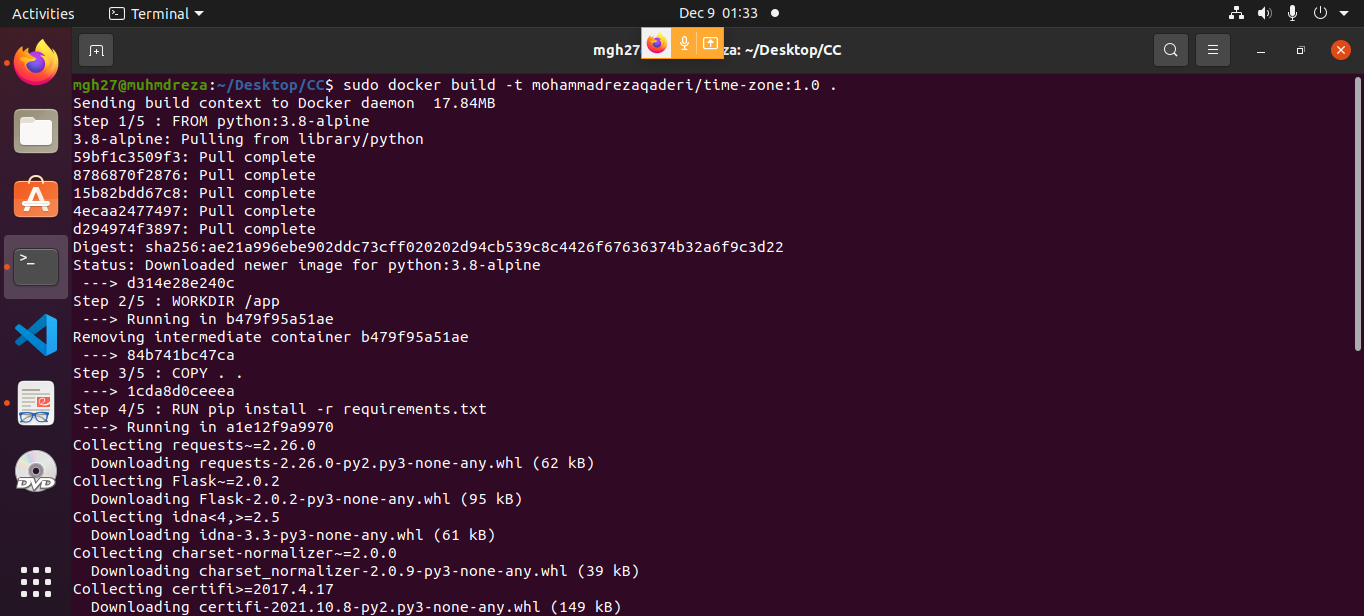 Activities
Terminal
Dec 9 01:33
mgh27
za: ~/Desktop/CC
mgh27@muhmdreza:~/Desktop/CC$ sudo docker build -t mohammadrezaqaderi/time-zone:1.0 .
Sending build context to Docker daemon  17.84MB
Step 1/5 : FROM python:3.8-alpine
3.8-alpine: Pulling from library/python
59bf1c3509f3: Pull complete
8786870f2876: Pull complete
15b82bdd67c8: Pull complete
4ecaa2477497: Pull complete
d294974f3897: Pull complete
Digest: sha256:ae21a996ebe902ddc73cff020202d94cb539c8c4426f67636374b32a6f9c3d22
Status: Downloaded newer image for python:3.8-alpine
 ---> d314e28e240c
Step 2/5 : WORKDIR /app
 ---> Running in b479f95a51ae
Removing intermediate container b479f95a51ae
 ---> 84b741bc47ca
Step 3/5 : COPY . .
 ---> 1cda8d0ceeea
Step 4/5 : RUN pip install -r requirements.txt
 ---> Running in a1e12f9a9970
Collecting requests~=2.26.0
  Downloading requests-2.26.0-py2.py3-none-any.whl (62 kB)
Collecting Flask~=2.0.2
  Downloading Flask-2.0.2-py3-none-any.whl (95 kB)
Collecting idna<4,>=2.5
  Downloading idna-3.3-py3-none-any.whl (61 kB)
Collecting charset-normalizer~=2.0.0
  Downloading charset_normalizer-2.0.9-py3-none-any.whl (39 kB)
Collecting certifi>=2017.4.17
  Downloading certifi-2021.10.8-py2.py3-none-any.whl (149 kB)
>_
DVD